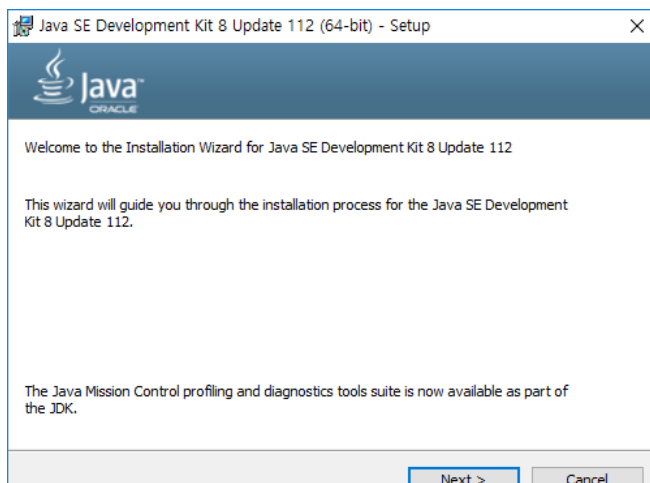 Java SE Development Kit 8 Update 112 (64-bit) - Setup
Java™
ORACLE
Welcome to the Installation Wizard for Java SE Development Kit 8 Update 112
This wizard will guide you through the installation process for the Java SE Development
Kit 8 Update 112.
The Java Mission Control profiling and diagnostics tools suite is now available as part of
the JDK.
Next >
Cancel